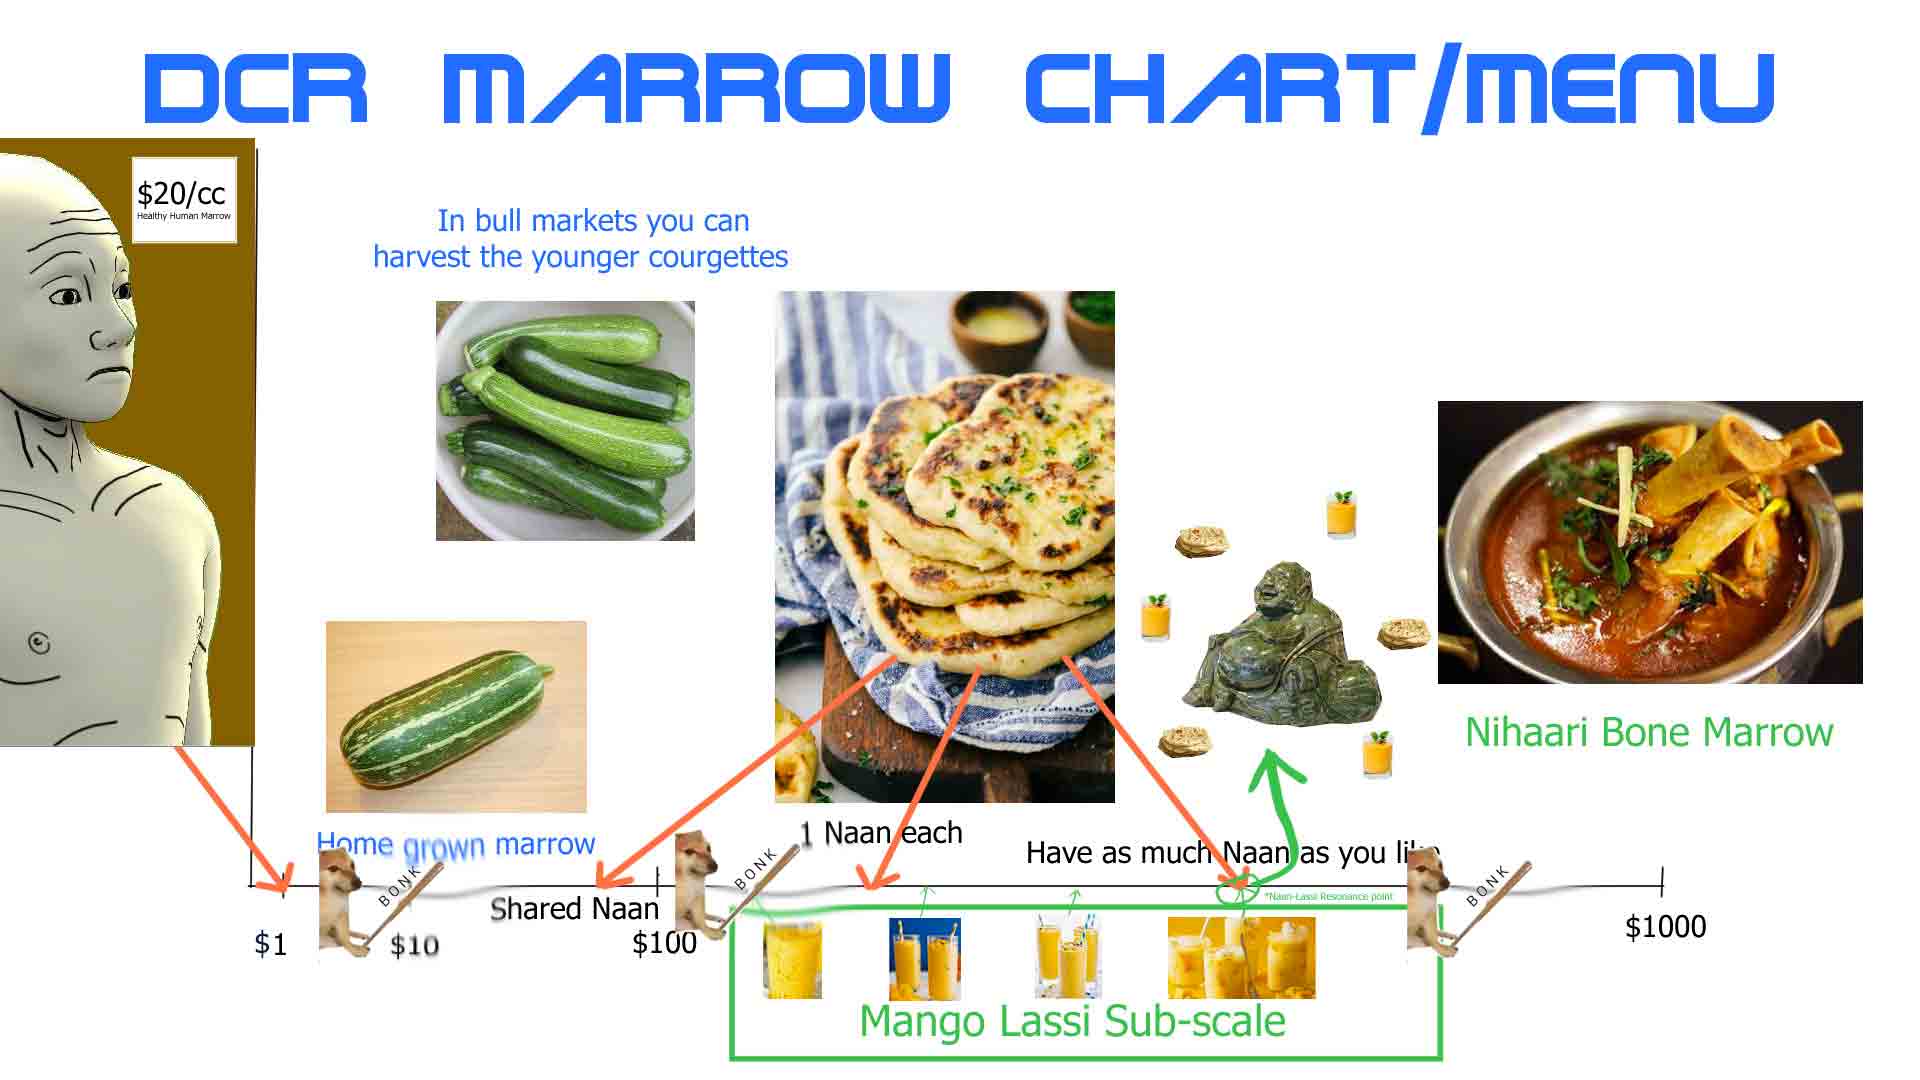 DCR MARROW CHART/MENU
$20/cc
Healthy Human Marrow
In bull markets you can
harvest the younger courgettes
Nihaari Bone Marrow
Home grown marrow
1 Naan each
Have as much Naan as you like
BONK
BONK
BONK
*Naan-Lassi Resonance point
Shared Naan
$1
$10
$100
$1000
Mango Lassi Sub-scale